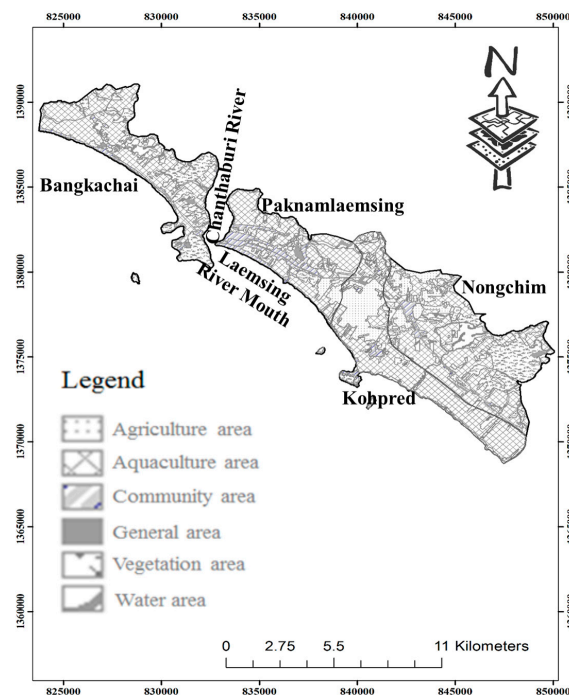 825000 830000 835000 840000 845000 850000
1390000
1385000
1380000
1375000
1370000
1365000
1360000
N
Chanthaburi River
Bangkachai
Paknamlaemsing
Laemsing
River Mouth
Nongchim
Kohpred
Legend
Agriculture area
Aquaculture area
Community area
General area
Vegetation area
Water area
0 2.75 5.5 11 Kilometers
825000 830000 835000 840000 845000 850000